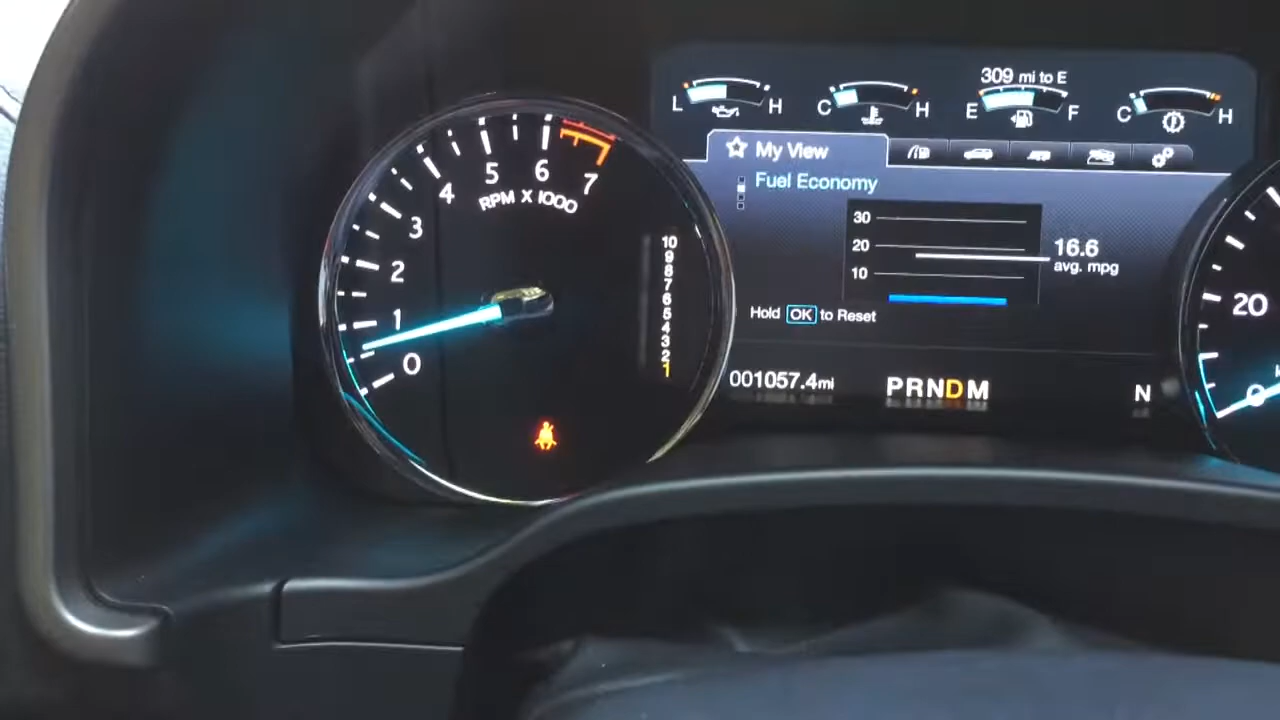 309 mi to E
L H
C H
E F
C H
My View
Fuel Economy
30
20
10
16.6
avg. mpg
Hold OK to Reset
001057.4mi
PRNDM
N
0
1
2
3
4
5
6
7
RPM X 1000
10
9
8
7
6
5
4
3
2
1
20
0